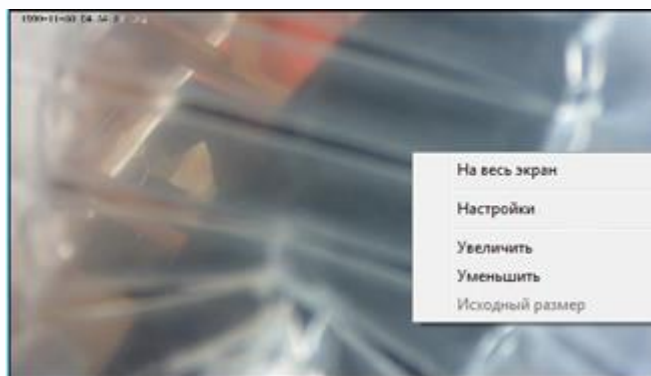 На весь экран
Настройки
Увеличить
Уменьшить
Исходный размер